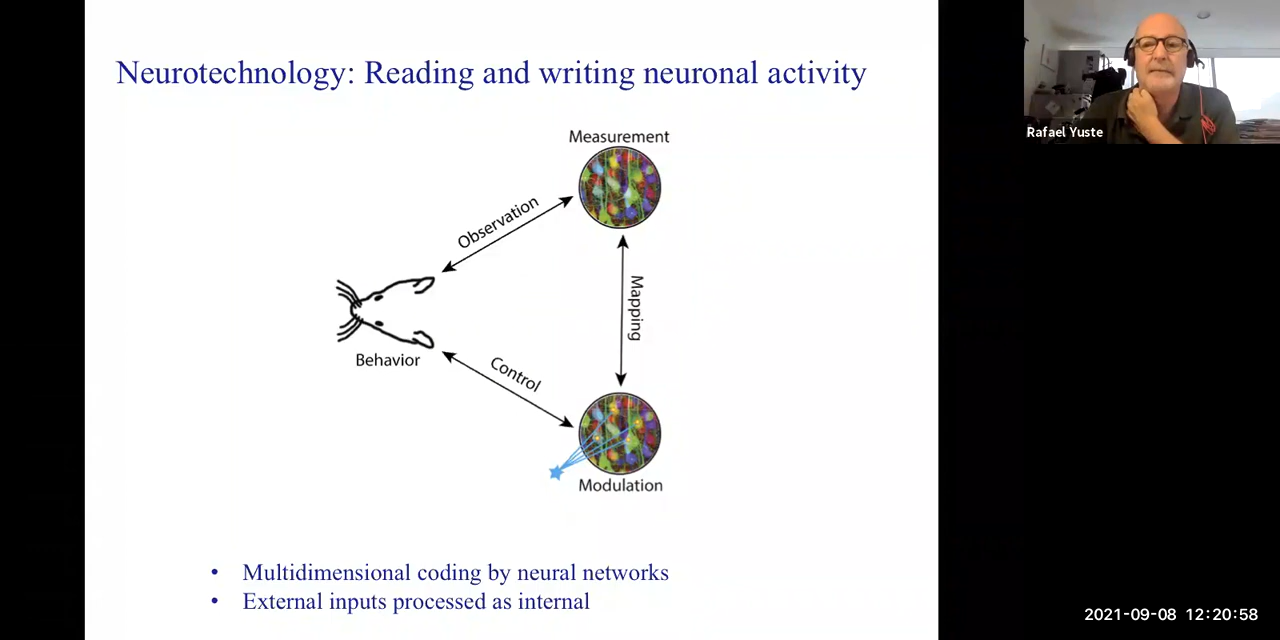 Neurotechnology: Reading and writing neuronal activity
Rafael Yuste
Measurement
Observation
Mapping
Behavior
Control
Modulation
• Multidimensional coding by neural networks
• External inputs processed as internal
2021-09-08 12:20:58